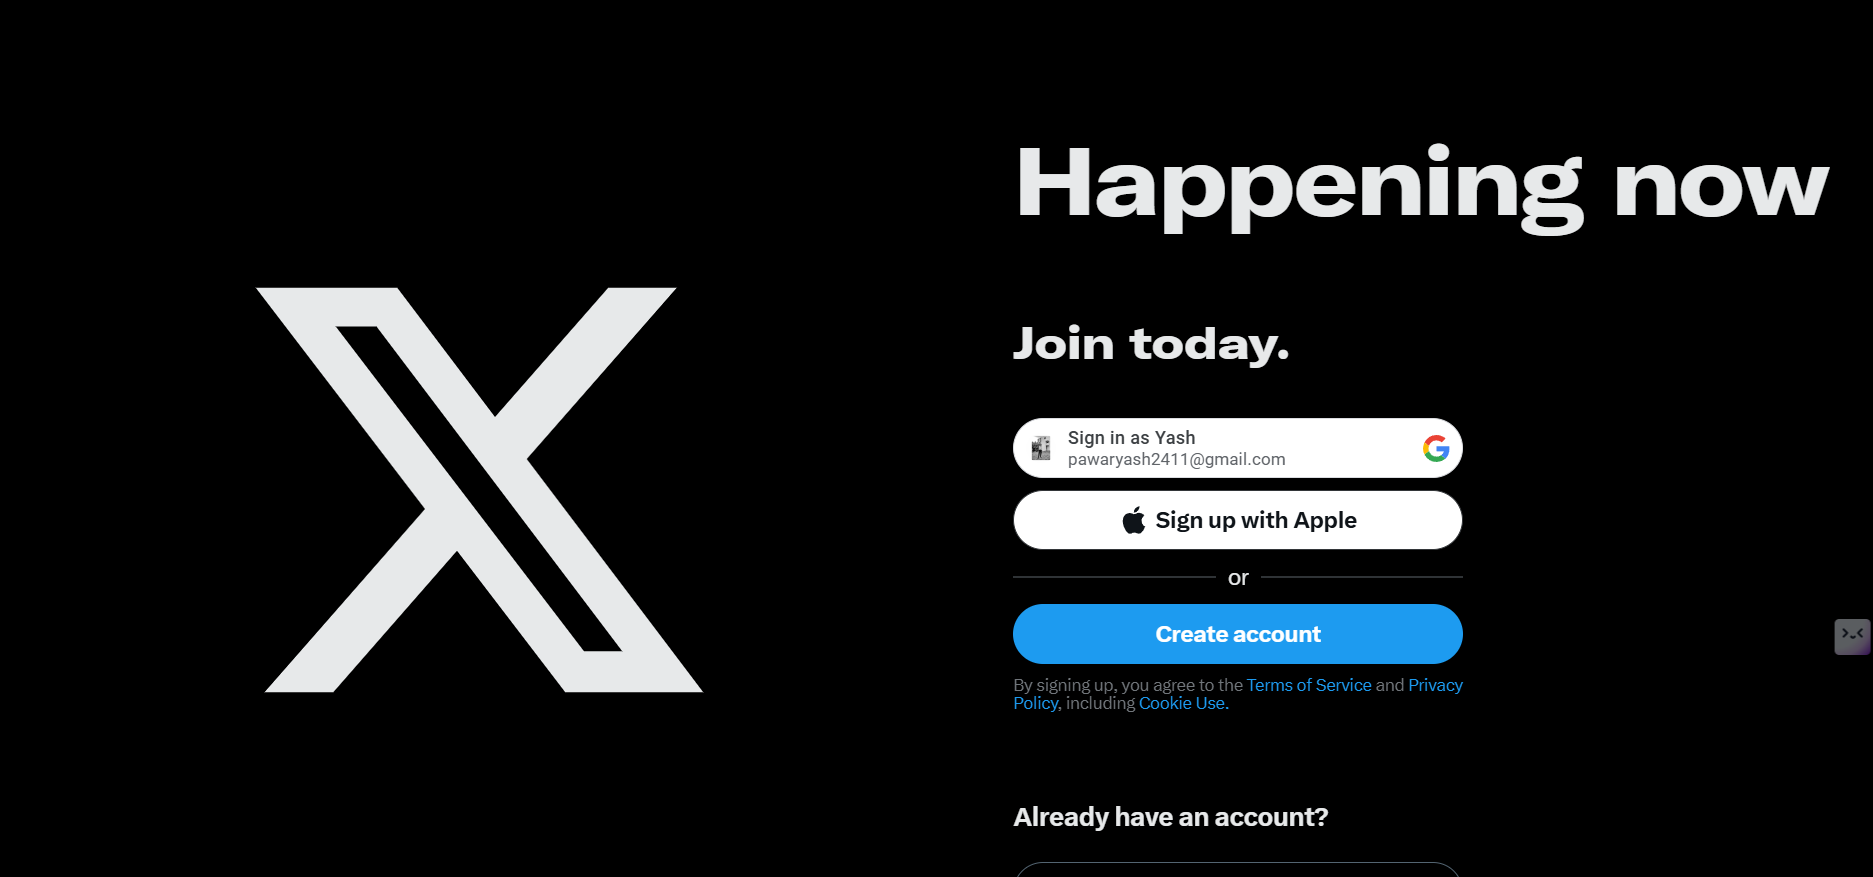 Happening now
Join today.
Sign in as Yash
pawaryash2411@gmail.com
Sign up with Apple
or
Create account
By signing up, you agree to the Terms of Service and Privacy
Policy, including Cookie Use.
Already have an account?